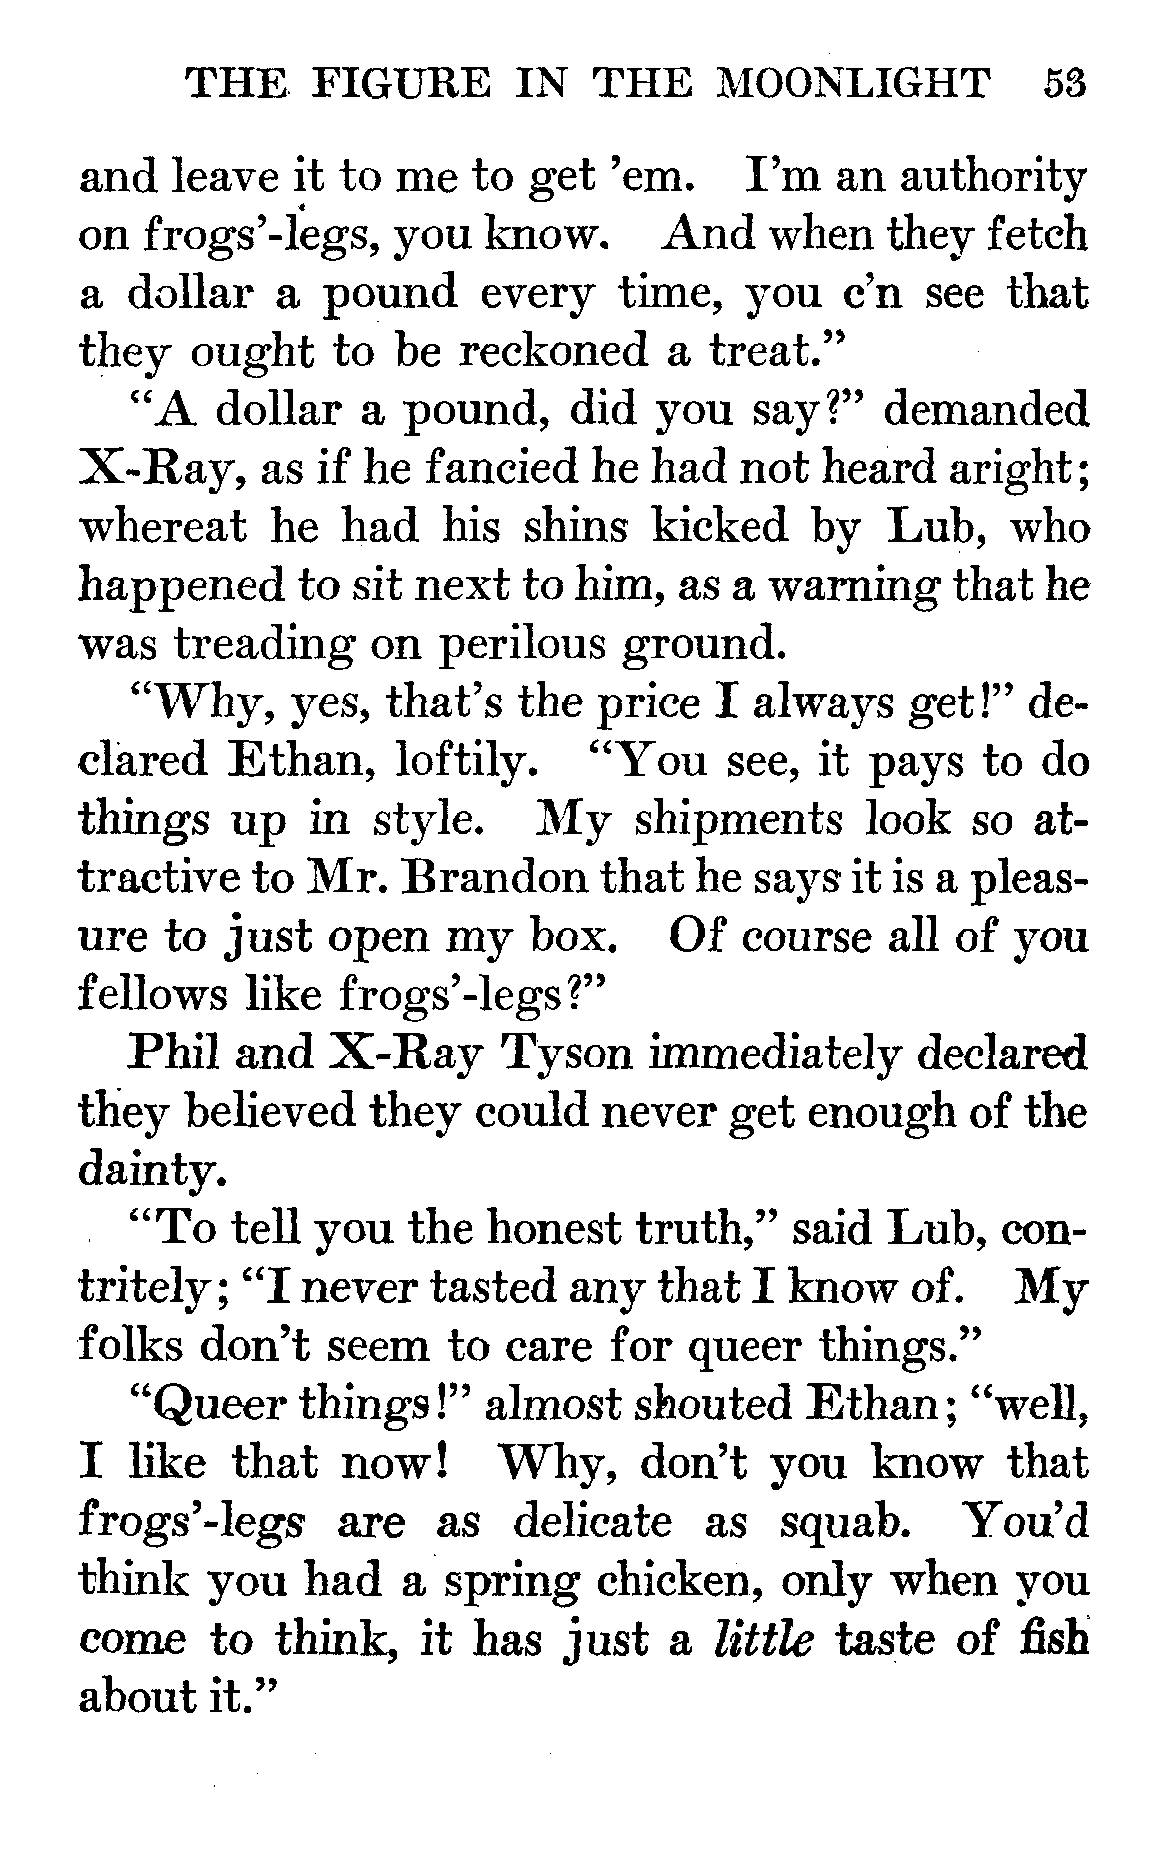 THE FIGURE IN THE MOONLIGHT 53
and leave it to me to get 'em. I'm an authority
on frogs'-legs, you know. And when they fetch
a dollar a pound every time, you c'n see that
they ought to be reckoned a treat."
"A dollar a pound, did you say?" demanded
X-Ray, as if he fancied he had not heard aright;
whereat he had his shins kicked by Lub, who
happened to sit next to him, as a warning that he
was treading on perilous ground.
"Why, yes, that's the price I always get!" de-
clared Ethan, loftily. "You see, it pays to do
things up in style. My shipments look so at-
tractive to Mr. Brandon that he says it is a pleas-
ure to just open my box. Of course all of you
fellows like frogs'-legs?"
Phil and X-Ray Tyson immediately declared
they believed they could never get enough of the
dainty.
"To tell you the honest truth," said Lub, con-
tritely; "I never tasted any that I know of. My
folks don't seem to care for queer things."
"Queer things!" almost shouted Ethan; "well,
I like that now! Why, don't you know that
frogs'-legs are as delicate as squab. You'd
think you had a spring chicken, only when you
come to think, it has just a little taste of fish
about it."